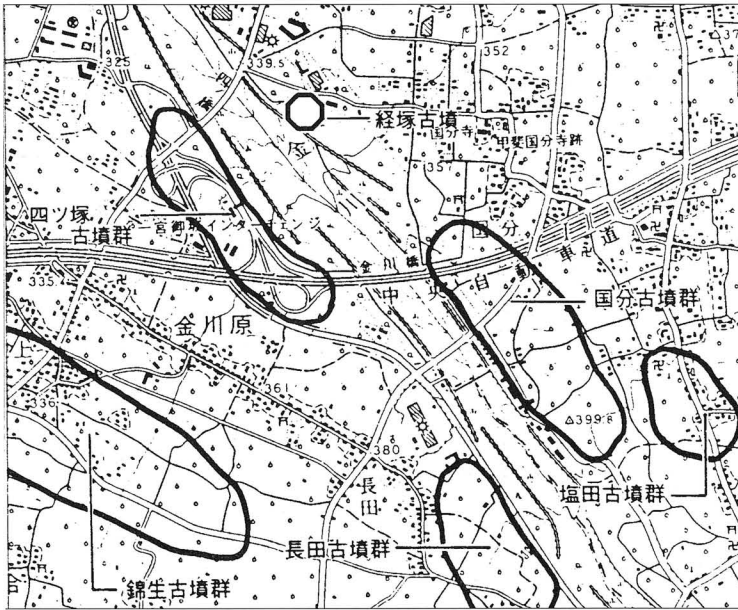 325
339.5
352
四ツ塚
古墳群
一宮御坂インターチェンジ
経塚古墳
国分寺
甲斐国分寺跡
351
金
国分
金川橋
中央自動車道
国分古墳群
335
金川原
上
336
361
380
長田
△399.8
塩田古墳群
長田古墳群
錦生古墳群